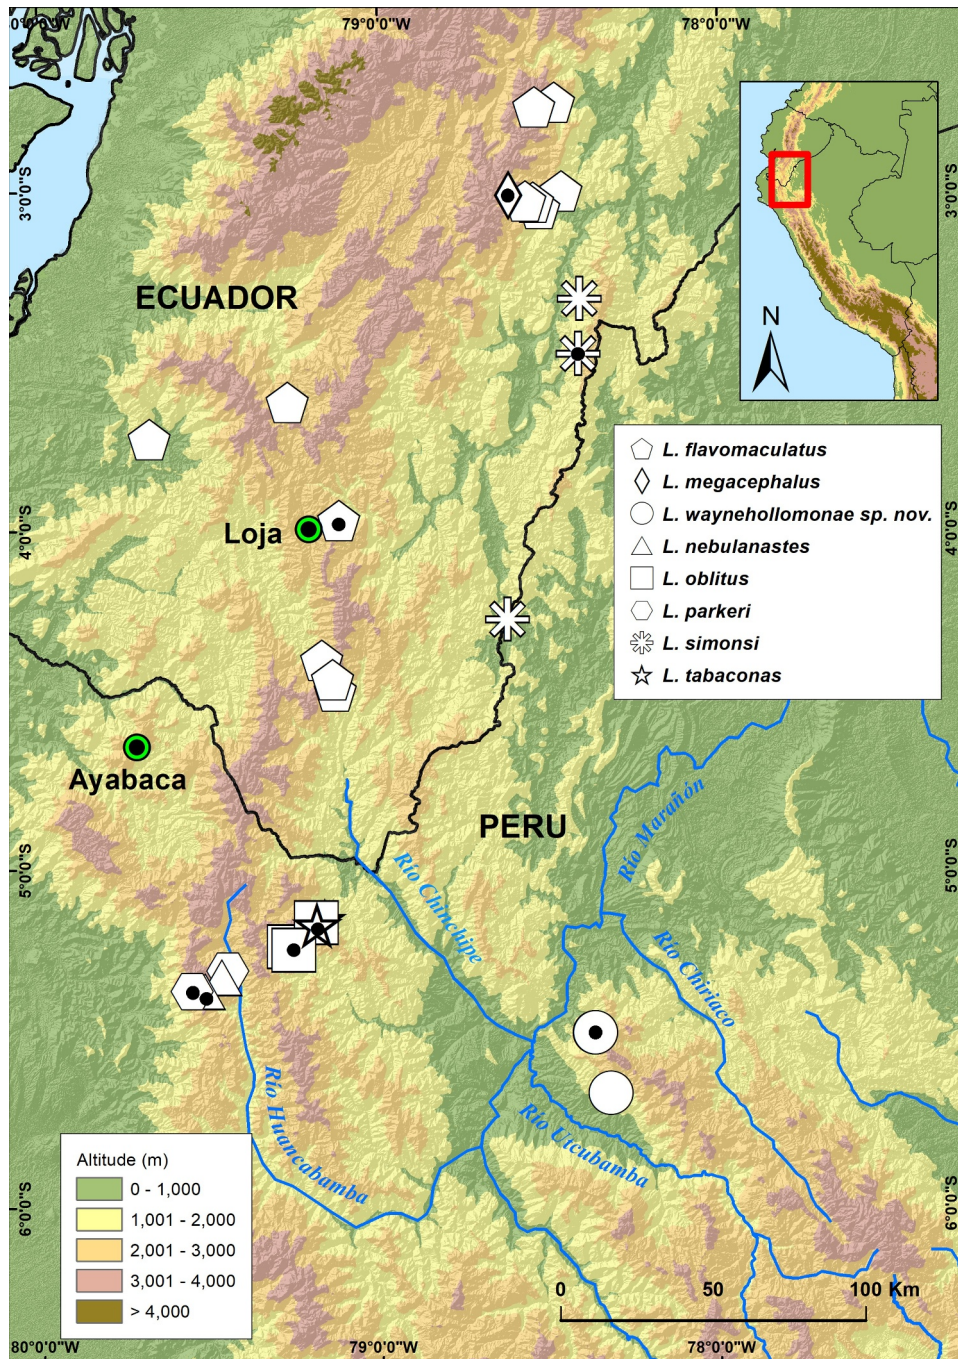 0°0'0"W
79°0'0"W
78°0'0"W
3°0'0"S
3°0'0"S
ECUADOR
N
L. flavomaculatus
L. megacephalus
L. waynehollomonae sp. nov.
L. nebulanastes
L. oblitus
L. parkeri
L. simonsi
L. tabaconas
4°0'0"S
4°0'0"S
Loja
Ayabaca
PERU
Río Marañón
5°0'0"S
5°0'0"S
Río Chinchipe
Río Chiriaco
Río Huancabamba
Río Utcubamba
6°0'0"S
6°0'0"S
Altitude (m)
0 - 1,000
1,001 - 2,000
2,001 - 3,000
3,001 - 4,000
> 4,000
0 50 100 Km
80°0'0"W
79°0'0"W
78°0'0"W